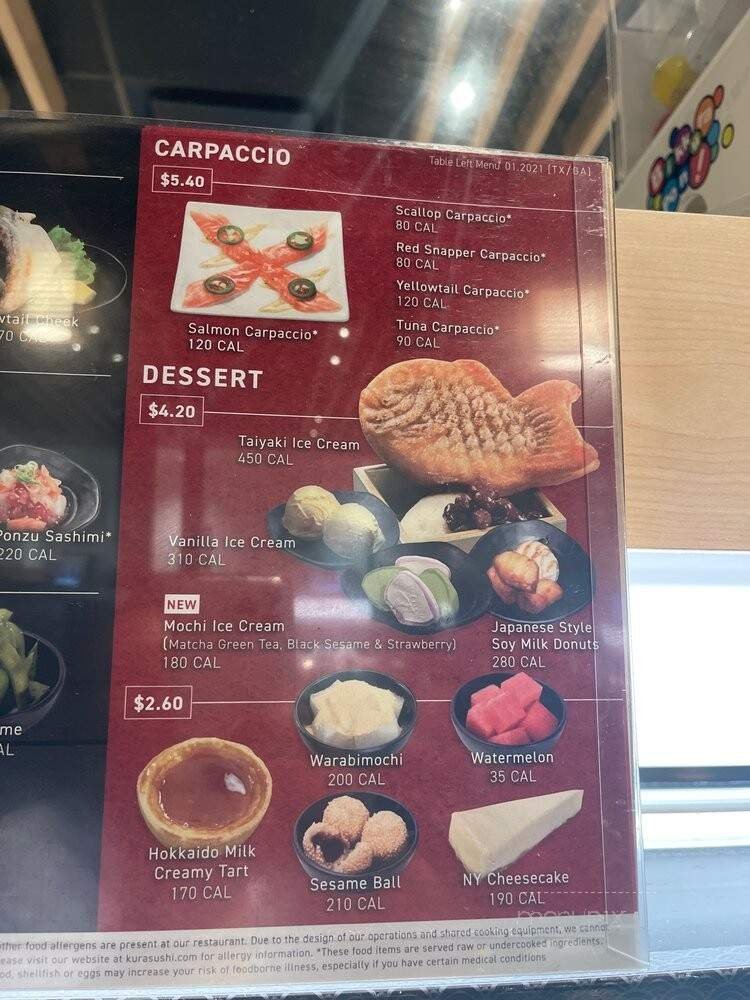 CARPACCIO
Table Left Menu 01.2021 [TX/BA]
$5.40
Scallop Carpaccio*
80 CAL
Red Snapper Carpaccio*
80 CAL
Yellowtail Carpaccio*
120 CAL
Tuna Carpaccio*
90 CAL
Salmon Carpaccio*
120 CAL
DESSERT
$4.20
Taiyaki Ice Cream
450 CAL
Vanilla Ice Cream
310 CAL
NEW
Mochi Ice Cream
(Matcha Green Tea, Black Sesame & Strawberry)
180 CAL
Japanese Style
Soy Milk Donuts
280 CAL
$2.60
Warabimochi
200 CAL
Watermelon
35 CAL
Hokkaido Milk
Creamy Tart
170 CAL
Sesame Ball
210 CAL
NY Cheesecake
190 CAL
wtail Cheek
70 CAL
Ponzu Sashimi*
220 CAL
me
AL
ther food allergens are present at our restaurant. Due to the design of our operations and shared cooking equipment, we cannot
ease visit our website at kurasushi.com for allergy information. *These food items are served raw or undercooked ingredients.
od, shellfish or eggs may increase your risk of foodborne illness, especially if you have certain medical conditions
menupix